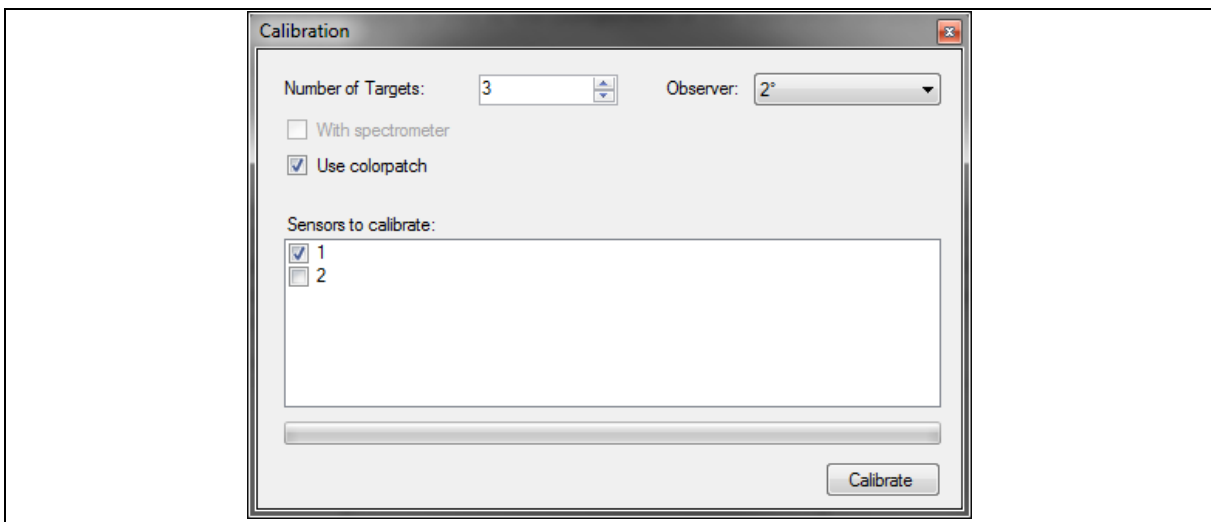 Calibration
Number of Targets: 3 Observer: 2°
With spectrometer
Use colorpatch
Sensors to calibrate:
1
2
Calibrate